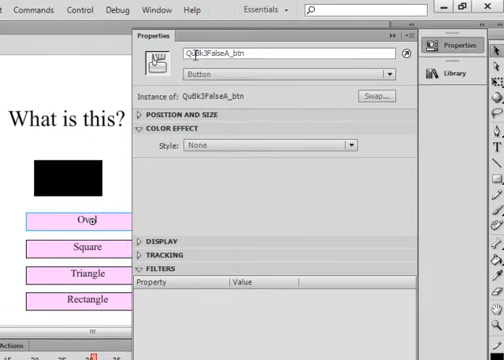 Commands Control Window Help
Essentials
Properties
QuBk3FalseA_btn
Button
Instance of: QuBk3FalseA_btn
Swap...
POSITION AND SIZE
COLOR EFFECT
Style: None
DISPLAY
TRACKING
FILTERS
Property Value
Properties
Library
What is this?
Oval
Square
Triangle
Rectangle
Actions